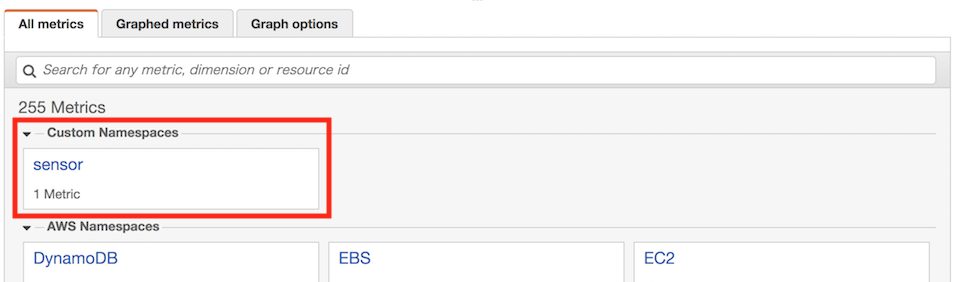 All metrics
Graphed metrics
Graph options
Search for any metric, dimension or resource id
255 Metrics
Custom Namespaces
sensor
1 Metric
AWS Namespaces
DynamoDB
EBS
EC2